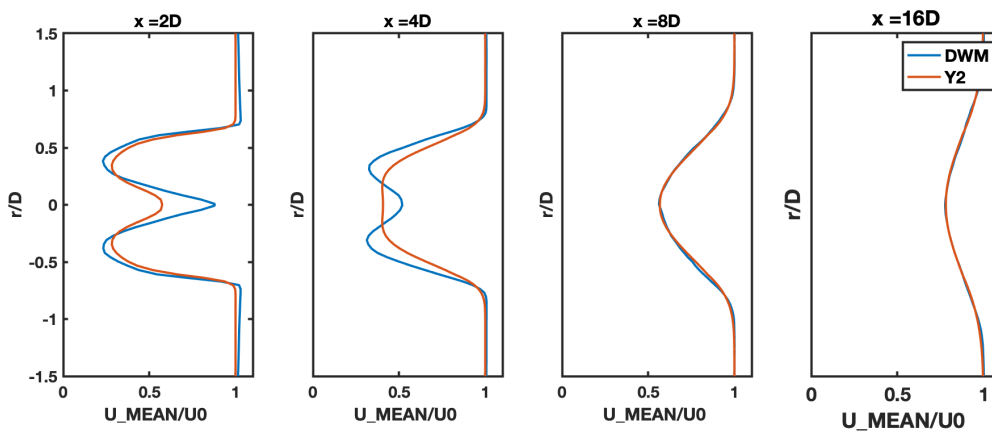 x =2D
1.5
1
0.5
0
-0.5
-1
-1.5
r/D
0
0.5
1
U_MEAN/U0
x =4D
r/D
0
0.5
1
U_MEAN/U0
x =8D
r/D
0
0.5
1
U_MEAN/U0
x =16D
DWM
Y2
r/D
0
0.5
1
U_MEAN/U0